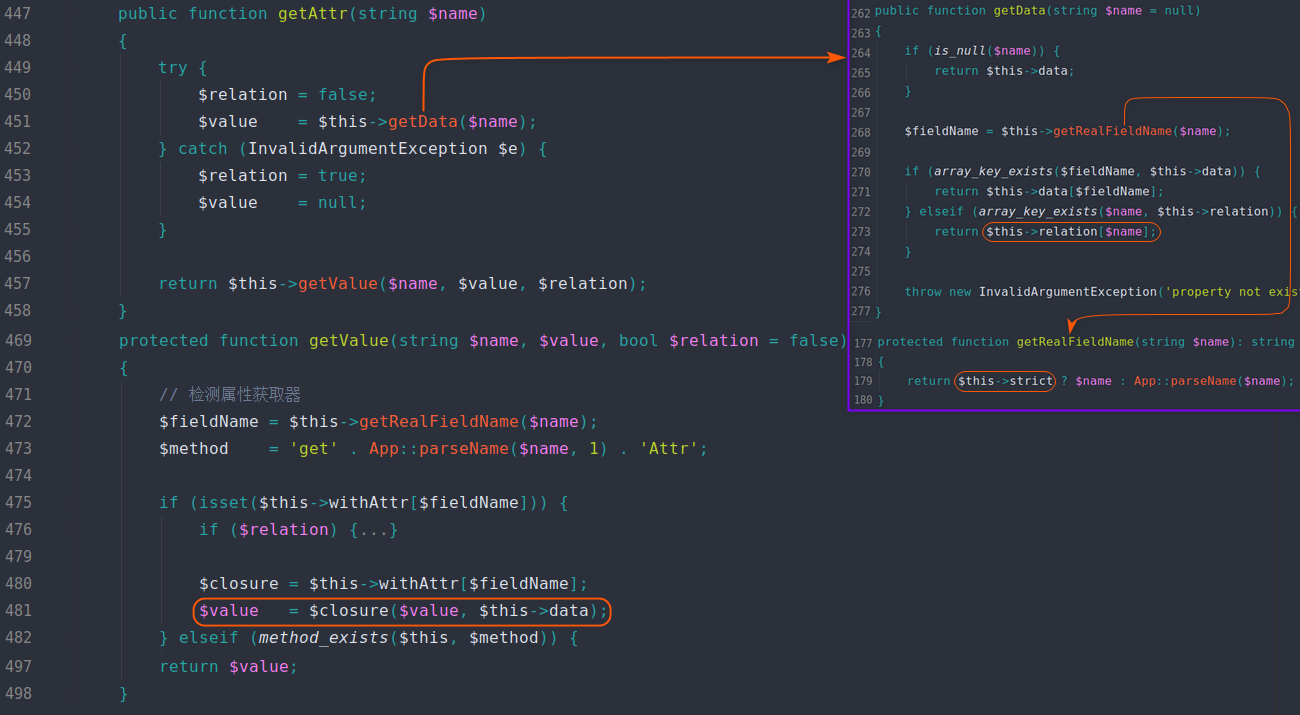 447 public function getAttr(string $name)
448 {
449 try {
450 $relation = false;
451 $value = $this->getData($name);
452 } catch (InvalidArgumentException $e) {
453 $relation = true;
454 $value = null;
455 }
456
457 return $this->getValue($name, $value, $relation);
458 }
469 protected function getValue(string $name, $value, bool $relation = false)
470 {
471 // 检测属性获取器
472 $fieldName = $this->getRealFieldName($name);
473 $method = 'get' . App::parseName($name, 1) . 'Attr';
474
475 if (isset($this->withAttr[$fieldName])) {
476 if ($relation) {...}
479
480 $closure = $this->withAttr[$fieldName];
481 $value = $closure($value, $this->data);
482 } elseif (method_exists($this, $method)) {
497 return $value;
498 }
262 public function getData(string $name = null)
263 {
264 if (is_null($name)) {
265 return $this->data;
266 }
267
268 $fieldName = $this->getRealFieldName($name);
269
270 if (array_key_exists($fieldName, $this->data)) {
271 return $this->data[$fieldName];
272 } elseif (array_key_exists($name, $this->relation)) {
273 return $this->relation[$name];
274 }
275
276 throw new InvalidArgumentException('property not exis
277 }
177 protected function getRealFieldName(string $name): string
178 {
179 return $this->strict ? $name : App::parseName($name);
180 }